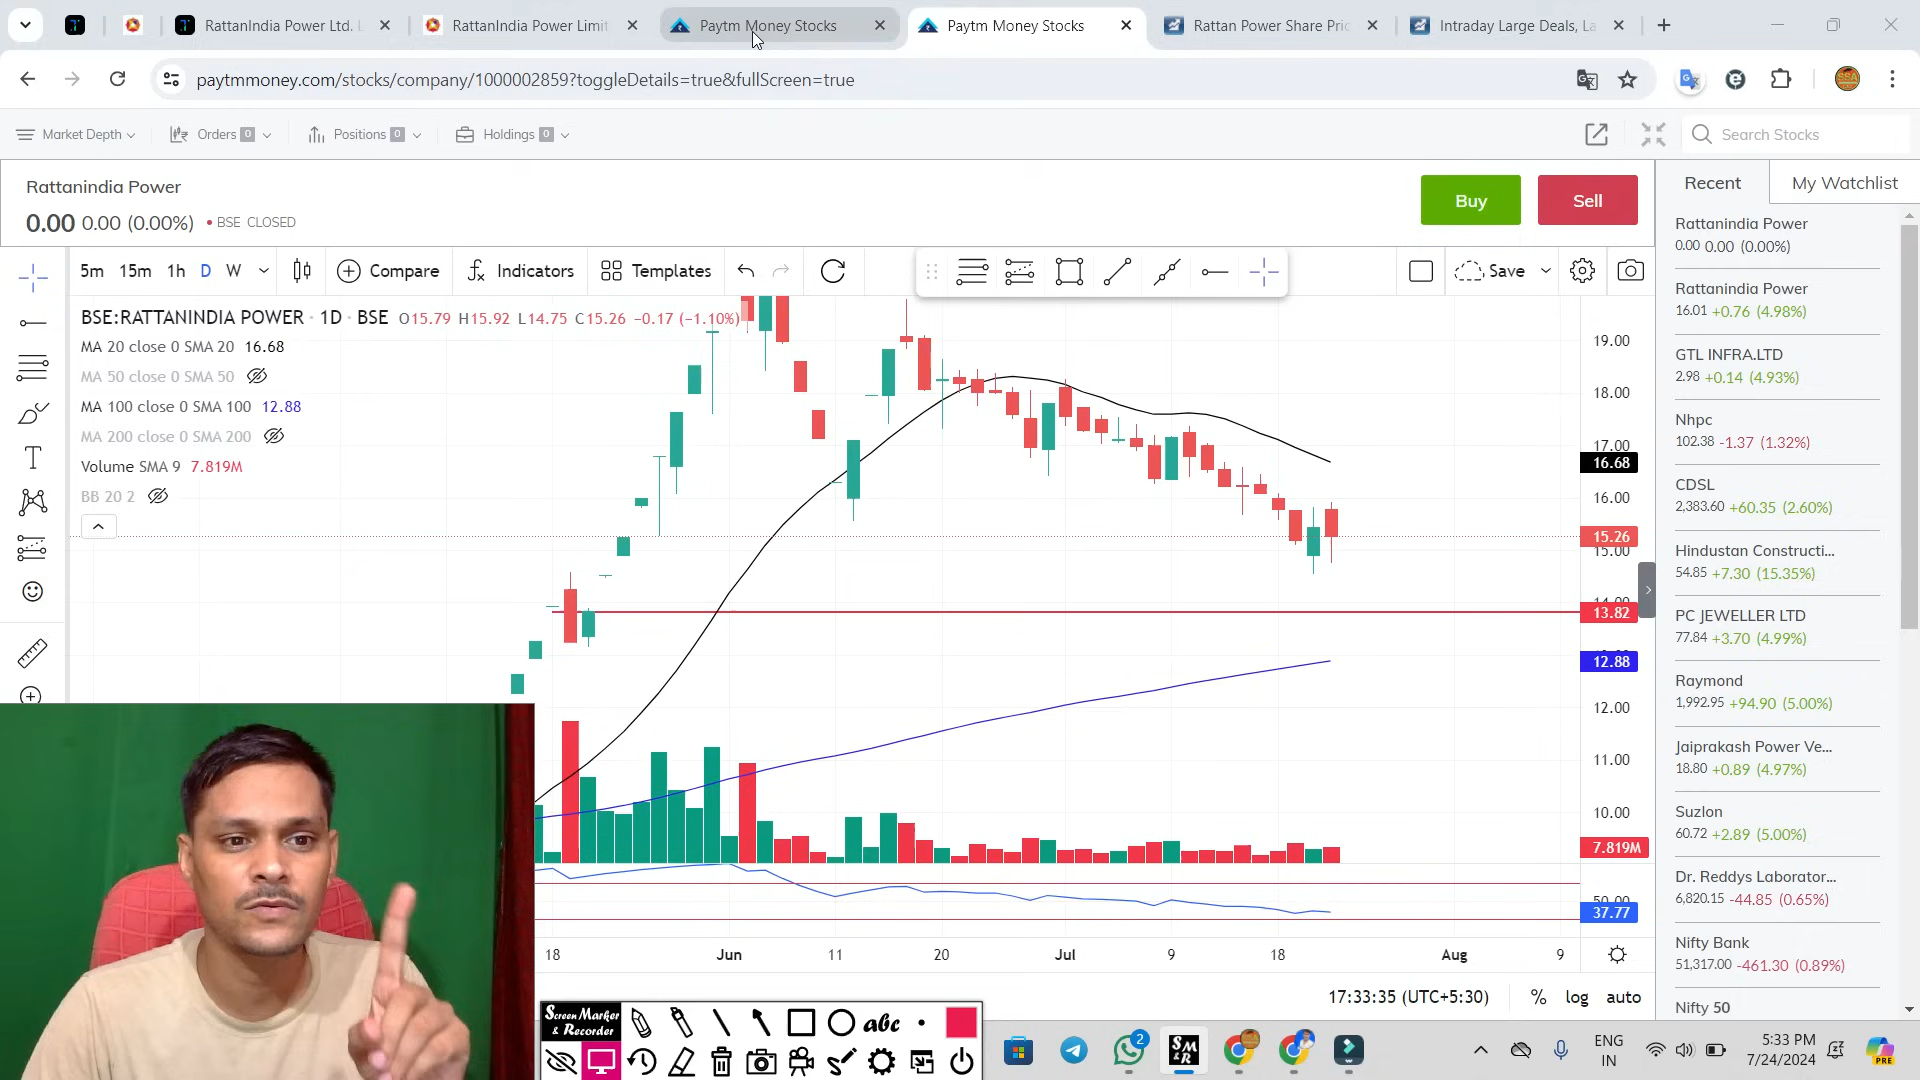 RattanIndia Power Ltd.
RattanIndia Power Limit
Paytm Money Stocks
Paytm Money Stocks
Rattan Power Share Pric
Intraday Large Deals, La
paytmmoney.com/stocks/company/1000002859?toggleDetails=true&fullScreen=true
Market Depth
Orders 0
Positions 0
Holdings 0
Search Stocks
Rattanindia Power
0.00 0.00 (0.00%) • BSE CLOSED
Buy
Sell
Recent
My Watchlist
5m 15m 1h D W
Compare
Indicators
Templates
Save
BSE:RATTANINDIA POWER · 1D · BSE O15.79 H15.92 L14.75 C15.26 -0.17 (-1.10%)
MA 20 close 0 SMA 20 16.68
MA 50 close 0 SMA 50
MA 100 close 0 SMA 100 12.88
MA 200 close 0 SMA 200
Volume SMA 9 7.819M
BB 20 2
19.00
18.00
17.00
16.68
16.00
15.26
15.00
14.00
13.82
12.88
12.00
11.00
10.00
7.819M
50.00
37.77
18 Jun 11 20 Jul 9 18 Aug 9
17:33:35 (UTC+5:30) % log auto
Rattanindia Power
0.00 0.00 (0.00%)
Rattanindia Power
16.01 +0.76 (4.98%)
GTL INFRA.LTD
2.98 +0.14 (4.93%)
Nhpc
102.38 -1.37 (1.32%)
CDSL
2,383.60 +60.35 (2.60%)
Hindustan Constructi...
54.85 +7.30 (15.35%)
PC JEWELLER LTD
77.84 +3.70 (4.99%)
Raymond
1,992.95 +94.90 (5.00%)
Jaiprakash Power Ve...
18.80 +0.89 (4.97%)
Suzlon
60.72 +2.89 (5.00%)
Dr. Reddys Laborator...
6,820.15 -44.85 (0.65%)
Nifty Bank
51,317.00 -461.30 (0.89%)
Nifty 50
Screen Marker
& Recorder
abc
2
SM
&R
ENG
IN
5:33 PM
7/24/2024
PRE